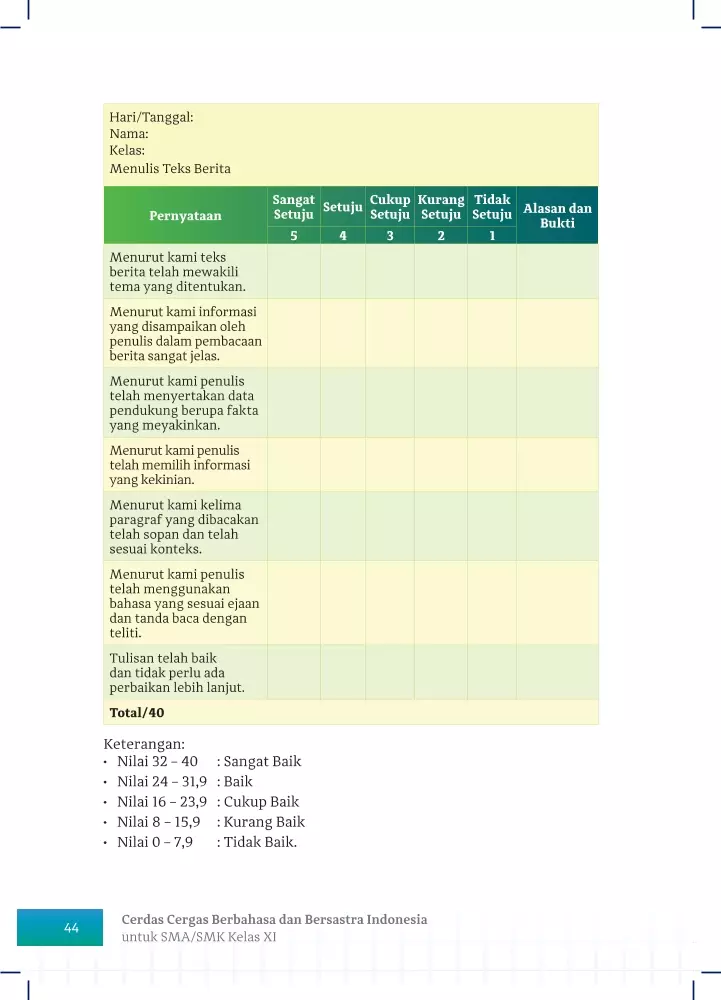 Hari/Tanggal:
Nama:
Kelas:
Menulis Teks Berita
Pernyataan
Sangat Setuju
Setuju
Cukup Setuju
Kurang Setuju
Tidak Setuju
Alasan dan Bukti
5 4 3 2 1
Menurut kami teks
berita telah mewakili
tema yang ditentukan.
Menurut kami informasi
yang disampaikan oleh
penulis dalam pembacaan
berita sangat jelas.
Menurut kami penulis
telah menyertakan data
pendukung berupa fakta
yang meyakinkan.
Menurut kami penulis
telah memilih informasi
yang kekinian.
Menurut kami kelima
paragraf yang dibacakan
telah sopan dan telah
sesuai konteks.
Menurut kami penulis
telah menggunakan
bahasa yang sesuai ejaan
dan tanda baca dengan
teliti.
Tulisan telah baik
dan tidak perlu ada
perbaikan lebih lanjut.
Total/40
Keterangan:
• Nilai 32 – 40 : Sangat Baik
• Nilai 24 – 31,9 : Baik
• Nilai 16 – 23,9 : Cukup Baik
• Nilai 8 – 15,9 : Kurang Baik
• Nilai 0 – 7,9 : Tidak Baik.
44
Cerdas Cergas Berbahasa dan Bersastra Indonesia
untuk SMA/SMK Kelas XI